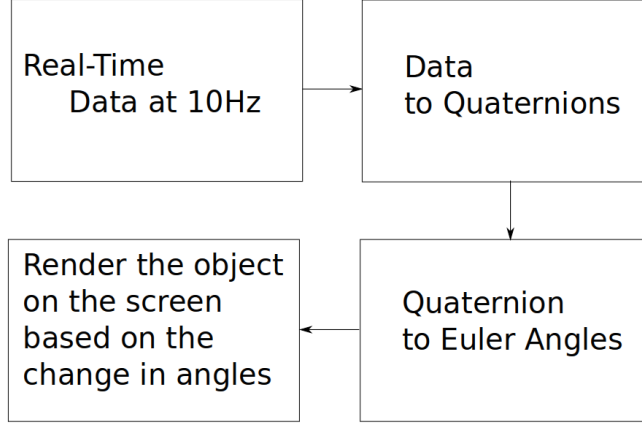 Real-Time
Data at 10Hz
Data
to Quaternions
Quaternion
to Euler Angles
Render the object
on the screen
based on the
change in angles